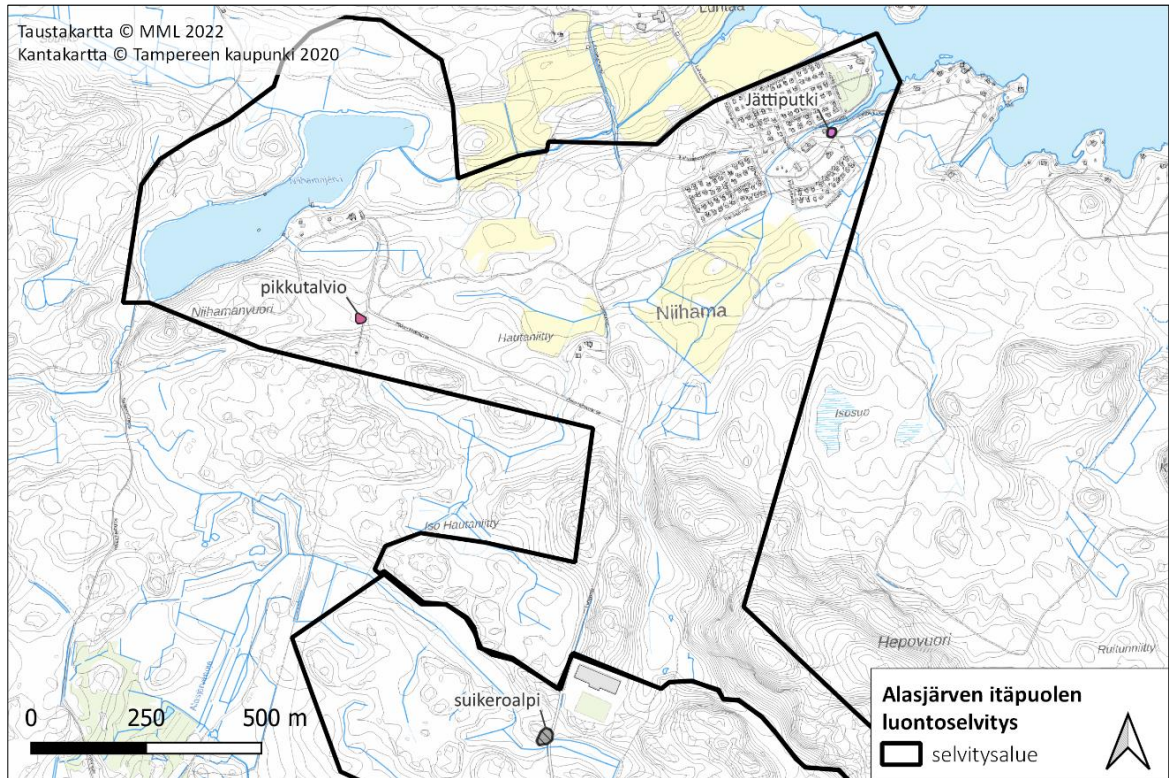 Taustakartta © MML 2022
Kantakartta © Tampereen kaupunki 2020
Jättiputki
pikkutalvio
Niihamanvuori
Hautaniitty
Niihama
Isosuo
Iso Hautaniitty
Hepovuori
Ruitunniitty
suikeroalpi
0 250 500 m
Alasjärven itäpuolen
luontoselvitys
selvitysalue